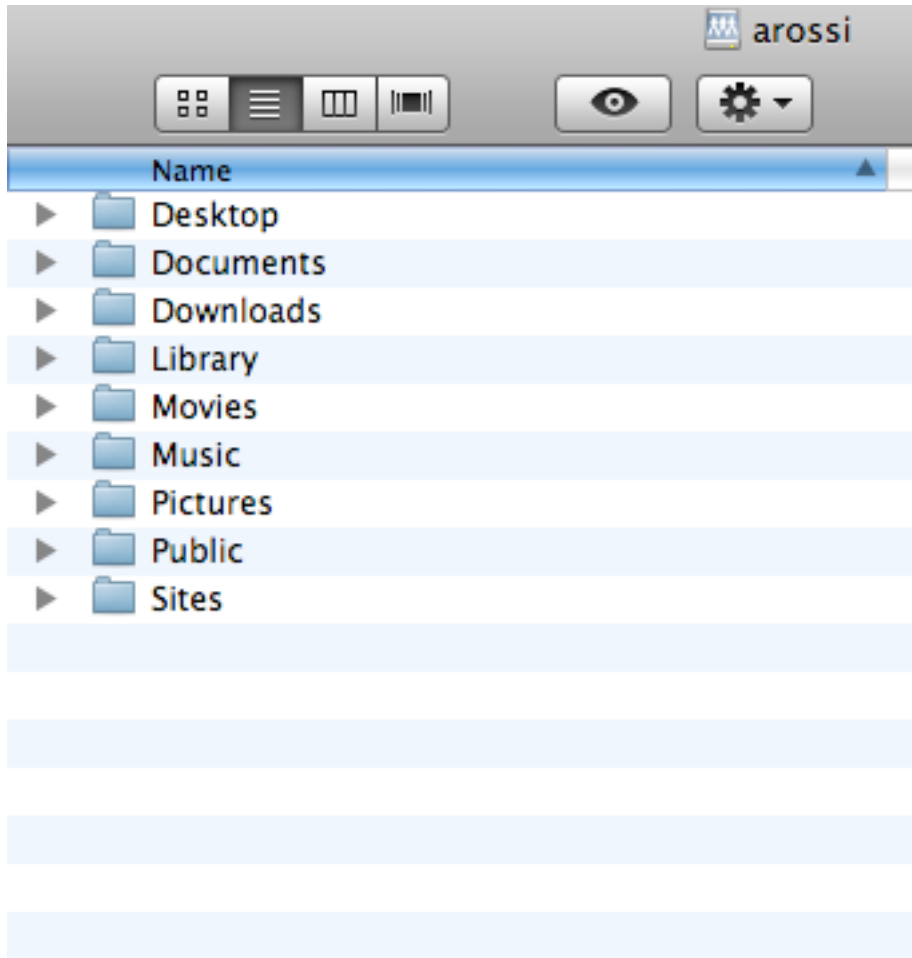 arossi
Name
Desktop
Documents
Downloads
Library
Movies
Music
Pictures
Public
Sites